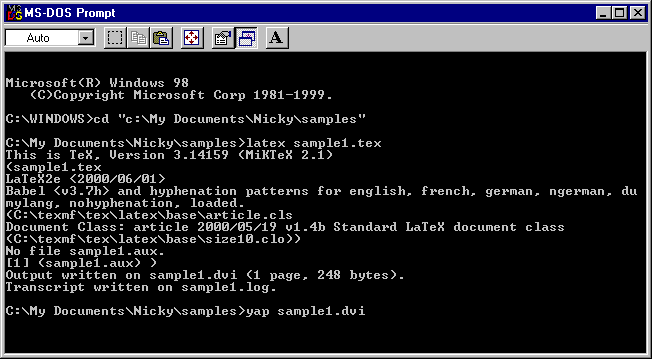 MS-DOS Prompt
Auto
A
Microsoft(R) Windows 98
(C)Copyright Microsoft Corp 1981-1999.
C:\WINDOWS>cd "c:\My Documents\Nicky\samples"
C:\My Documents\Nicky\samples>latex sample1.tex
This is TeX, Version 3.14159 (MiKTeX 2.1)
(sample1.tex
LaTeX2e <2000/06/01>
Babel <v3.7h> and hyphenation patterns for english, french, german, ngerman, du
mylang, nohyphenation, loaded.
(C:\texmf\tex\latex\base\article.cls
Document Class: article 2000/05/19 v1.4b Standard LaTeX document class
(C:\texmf\tex\latex\base\size10.clo))
No file sample1.aux.
[1] (sample1.aux) )
Output written on sample1.dvi (1 page, 248 bytes).
Transcript written on sample1.log.
C:\My Documents\Nicky\samples>yap sample1.dvi